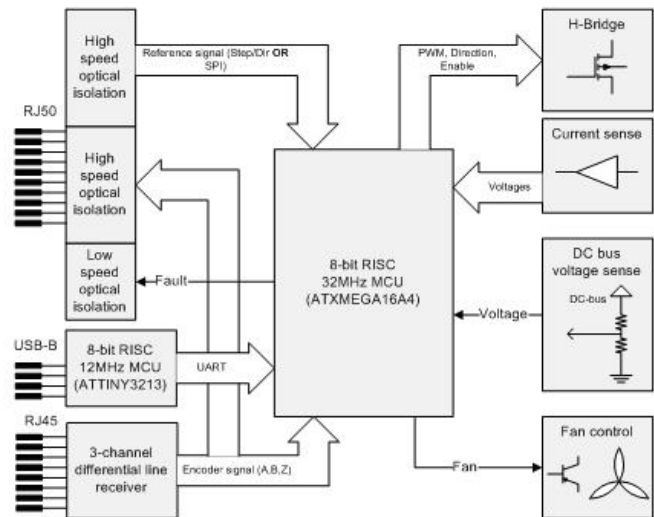 High
speed
optical
isolation
Reference signal (Step/Dir OR
SPI)
PWM, Direction,
Enable
H-Bridge
RJ50
High
speed
optical
isolation
Current sense
Voltages
8-bit RISC
32MHz MCU
(ATXMEGA16A4)
Low
speed
optical
isolation
Fault
DC bus
voltage sense
DC-bus
Voltage
USB-B
8-bit RISC
12MHz MCU
(ATTINY3213)
UART
RJ45
3-channel
differential line
receiver
Encoder signal (A,B,Z)
Fan
Fan control